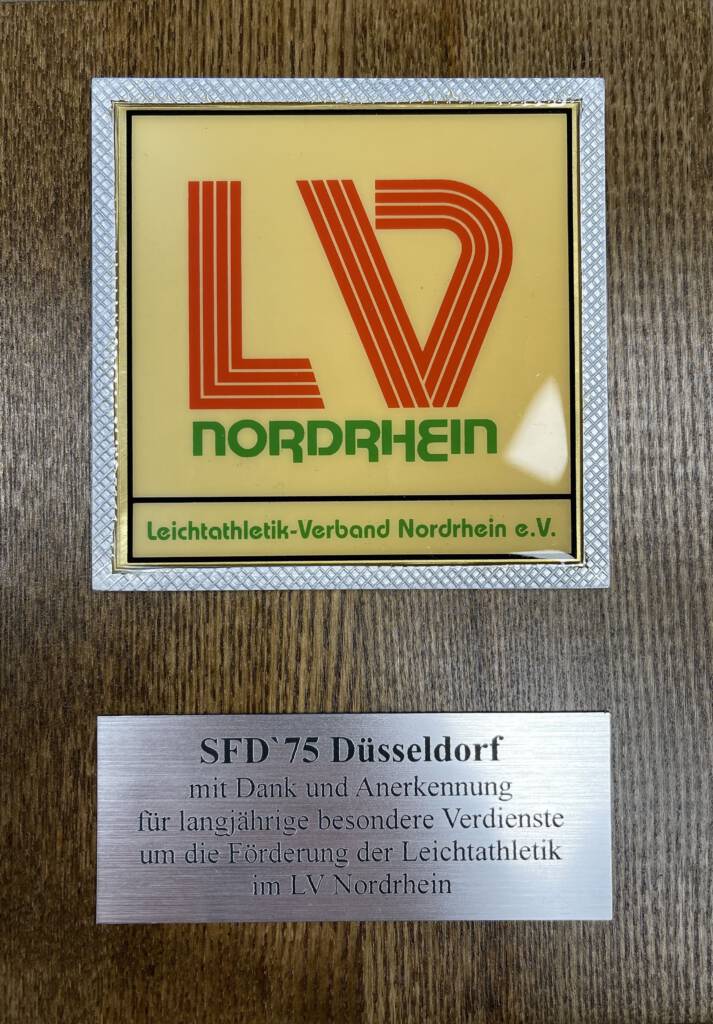 LV
NORDRHEIN
Leichtathletik-Verband Nordrhein e.V.
SFD`75 Düsseldorf
mit Dank und Anerkennung
für langjährige besondere Verdienste
um die Förderung der Leichtathletik
im LV Nordrhein